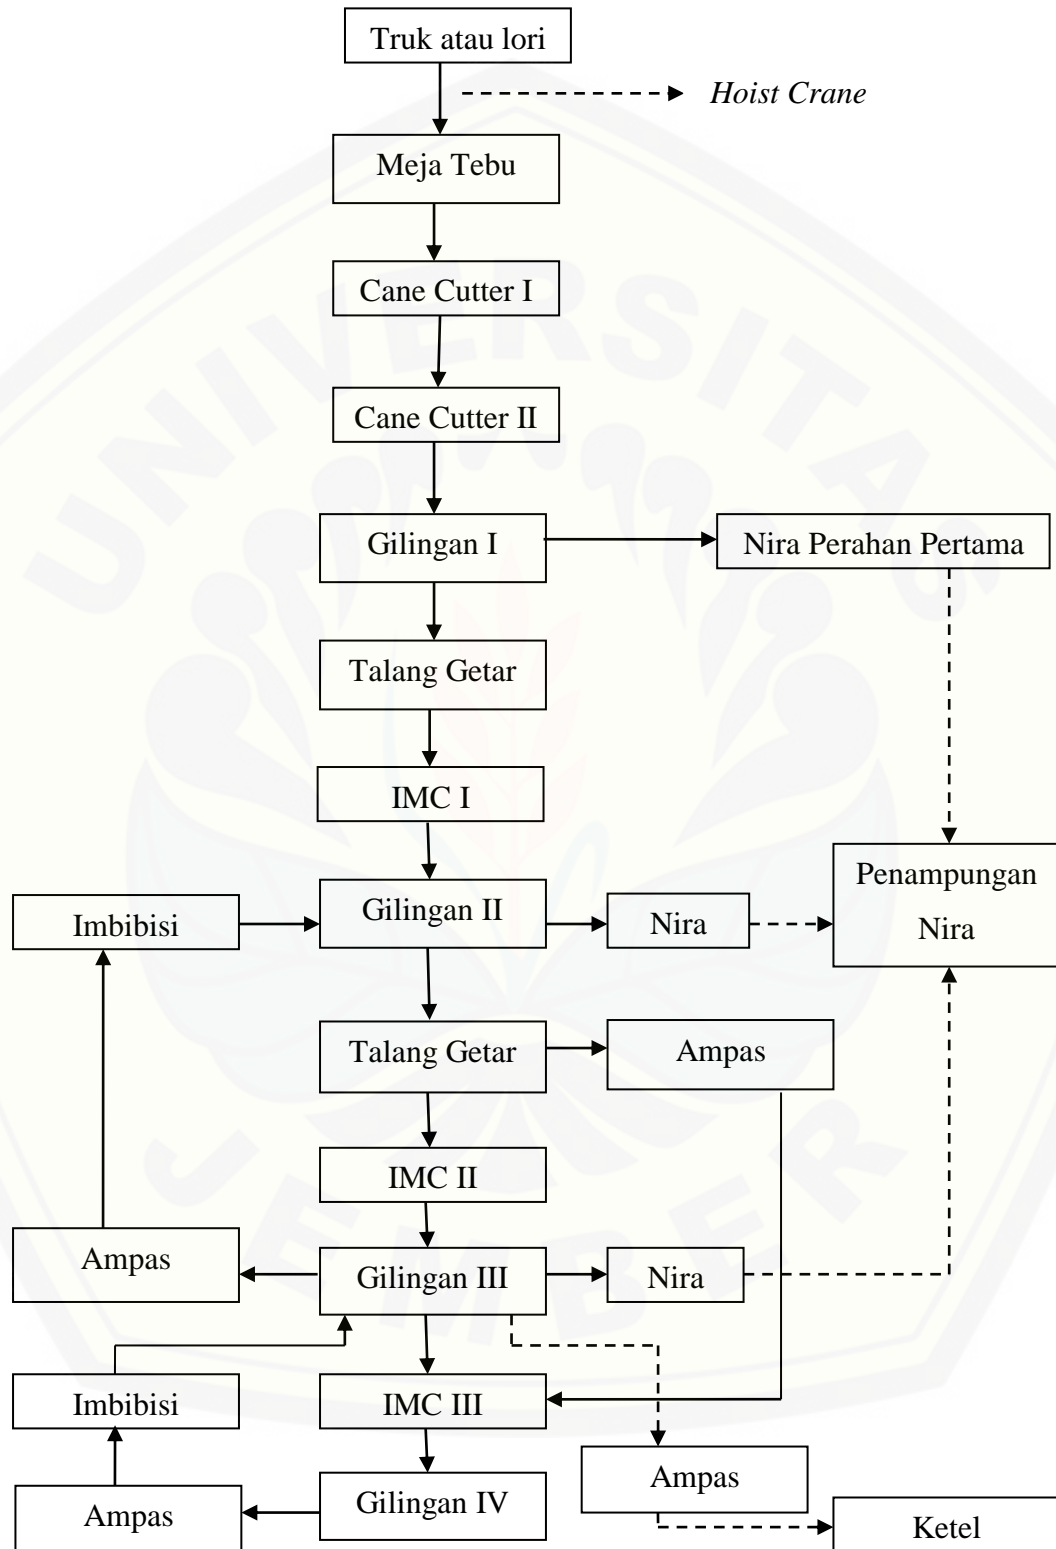 Truk atau lori
Hoist Crane
Meja Tebu
Cane Cutter I
Cane Cutter II
Gilingan I
Nira Perahan Pertama
Talang Getar
IMC I
Penampungan
Nira
Imbibisi
Gilingan II
Nira
Talang Getar
Ampas
IMC II
Ampas
Gilingan III
Nira
Imbibisi
IMC III
Ampas
Gilingan IV
Ampas
Ketel
UNIVERSITAS
JEMBER